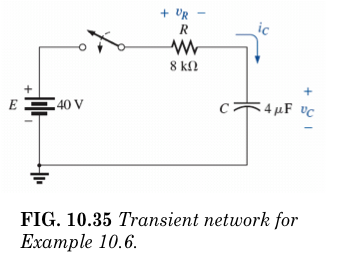 + vR −
R
iC
8 kΩ
+
E
40 V
−
C
4 μF
+
vC
−
FIG. 10.35 Transient network for
Example 10.6.